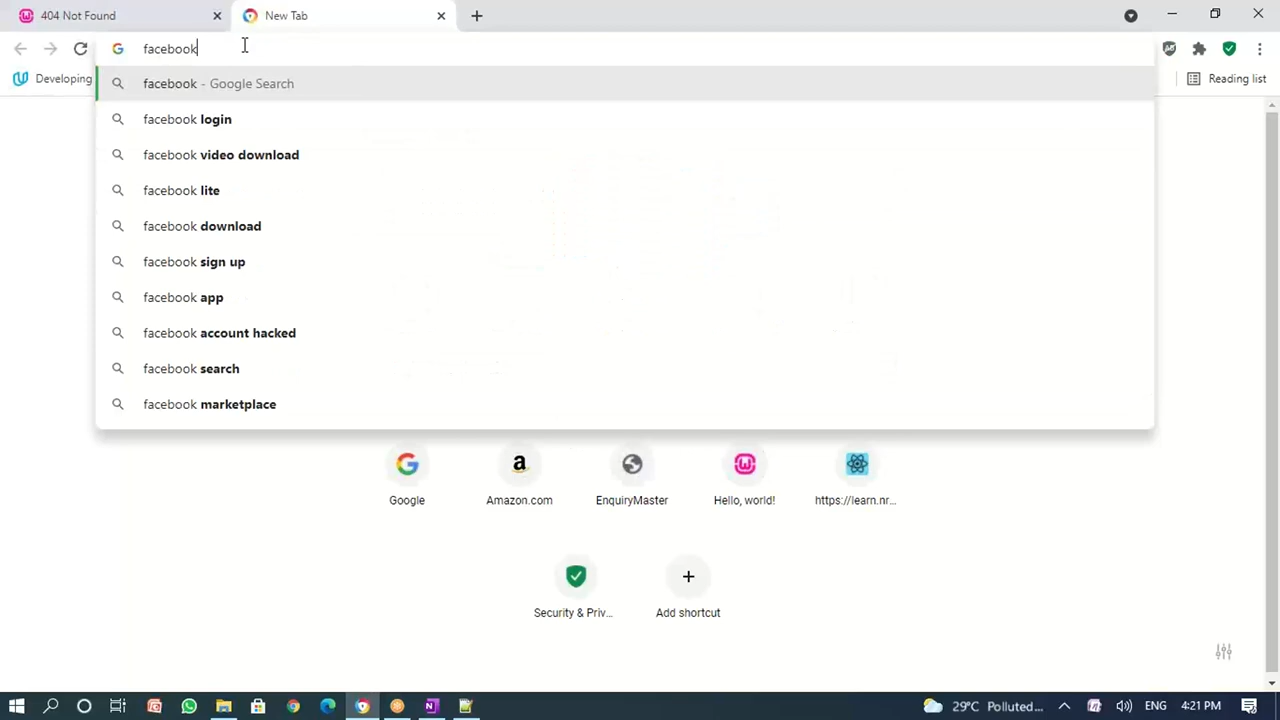 404 Not Found
New Tab
facebook
Developing
Reading list
facebook - Google Search
facebook login
facebook video download
facebook lite
facebook download
facebook sign up
facebook app
facebook account hacked
facebook search
facebook marketplace
Google
Amazon.com
EnquiryMaster
Hello, world!
https://learn.nr...
Security & Priv...
Add shortcut
29°C Polluted...
ENG
4:21 PM